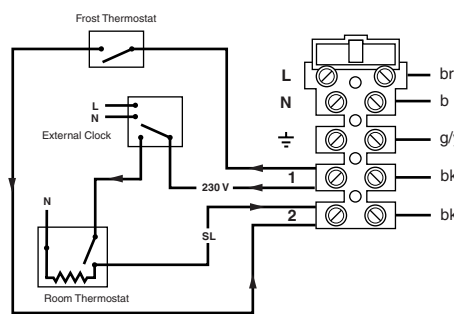 Frost Thermostat
L
N
External Clock
N
Room Thermostat
230 V
SL
L
N
1
2
br
b
g/
bk
bk